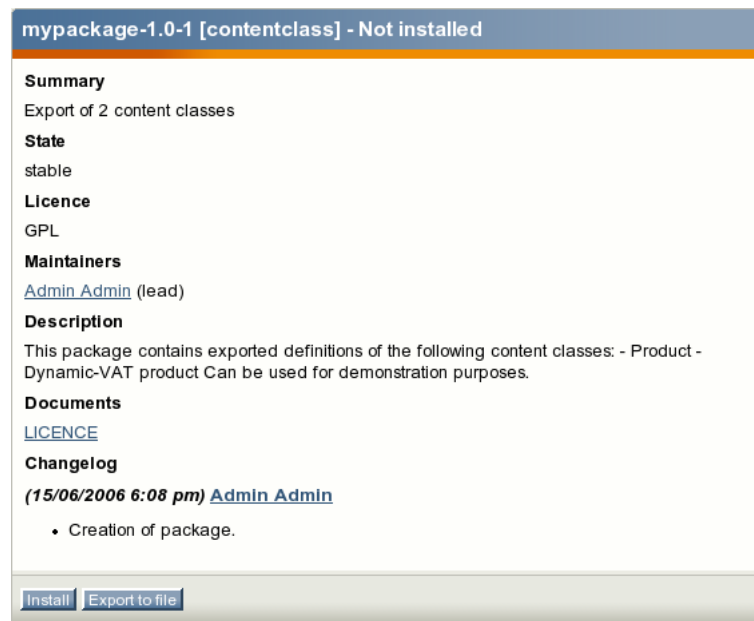 mypackage-1.0-1 [contentclass] - Not installed
Summary
Export of 2 content classes
State
stable
Licence
GPL
Maintainers
Admin Admin (lead)
Description
This package contains exported definitions of the following content classes: - Product -
Dynamic-VAT product Can be used for demonstration purposes.
Documents
LICENCE
Changelog
(15/06/2006 6:08 pm) Admin Admin
• Creation of package.
Install Export to file